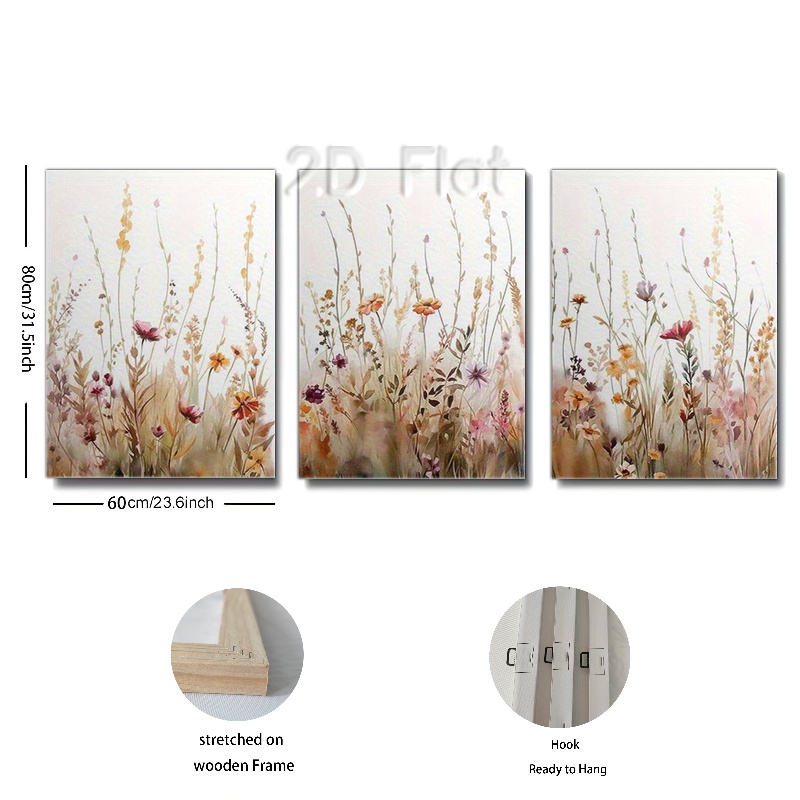 2D Flat
80cm/31.5inch
60cm/23.6inch
stretched on
wooden Frame
Hook
Ready to Hang